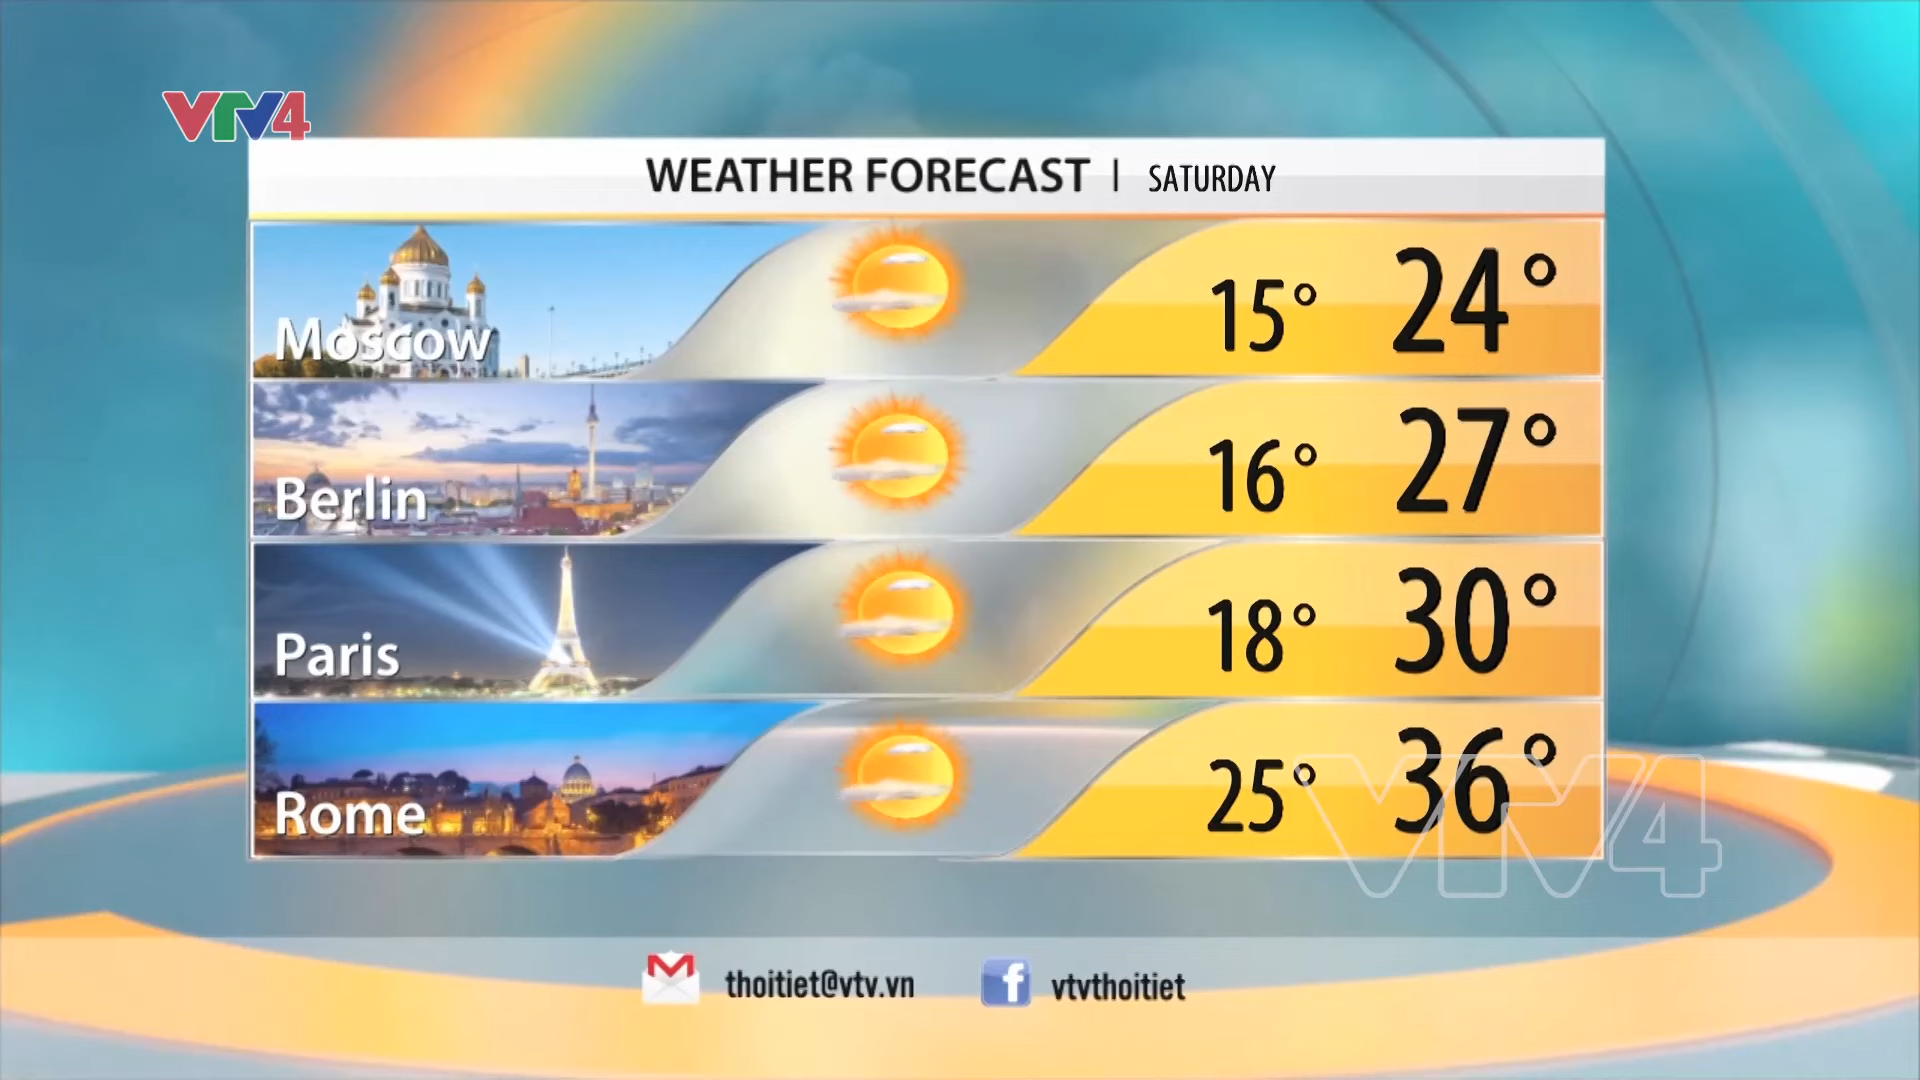 VTV4
WEATHER FORECAST | SATURDAY
Moscow 15° 24°
Berlin 16° 27°
Paris 18° 30°
Rome 25° 36°
VTV4
thoitiet@vtv.vn vtvthoitiet